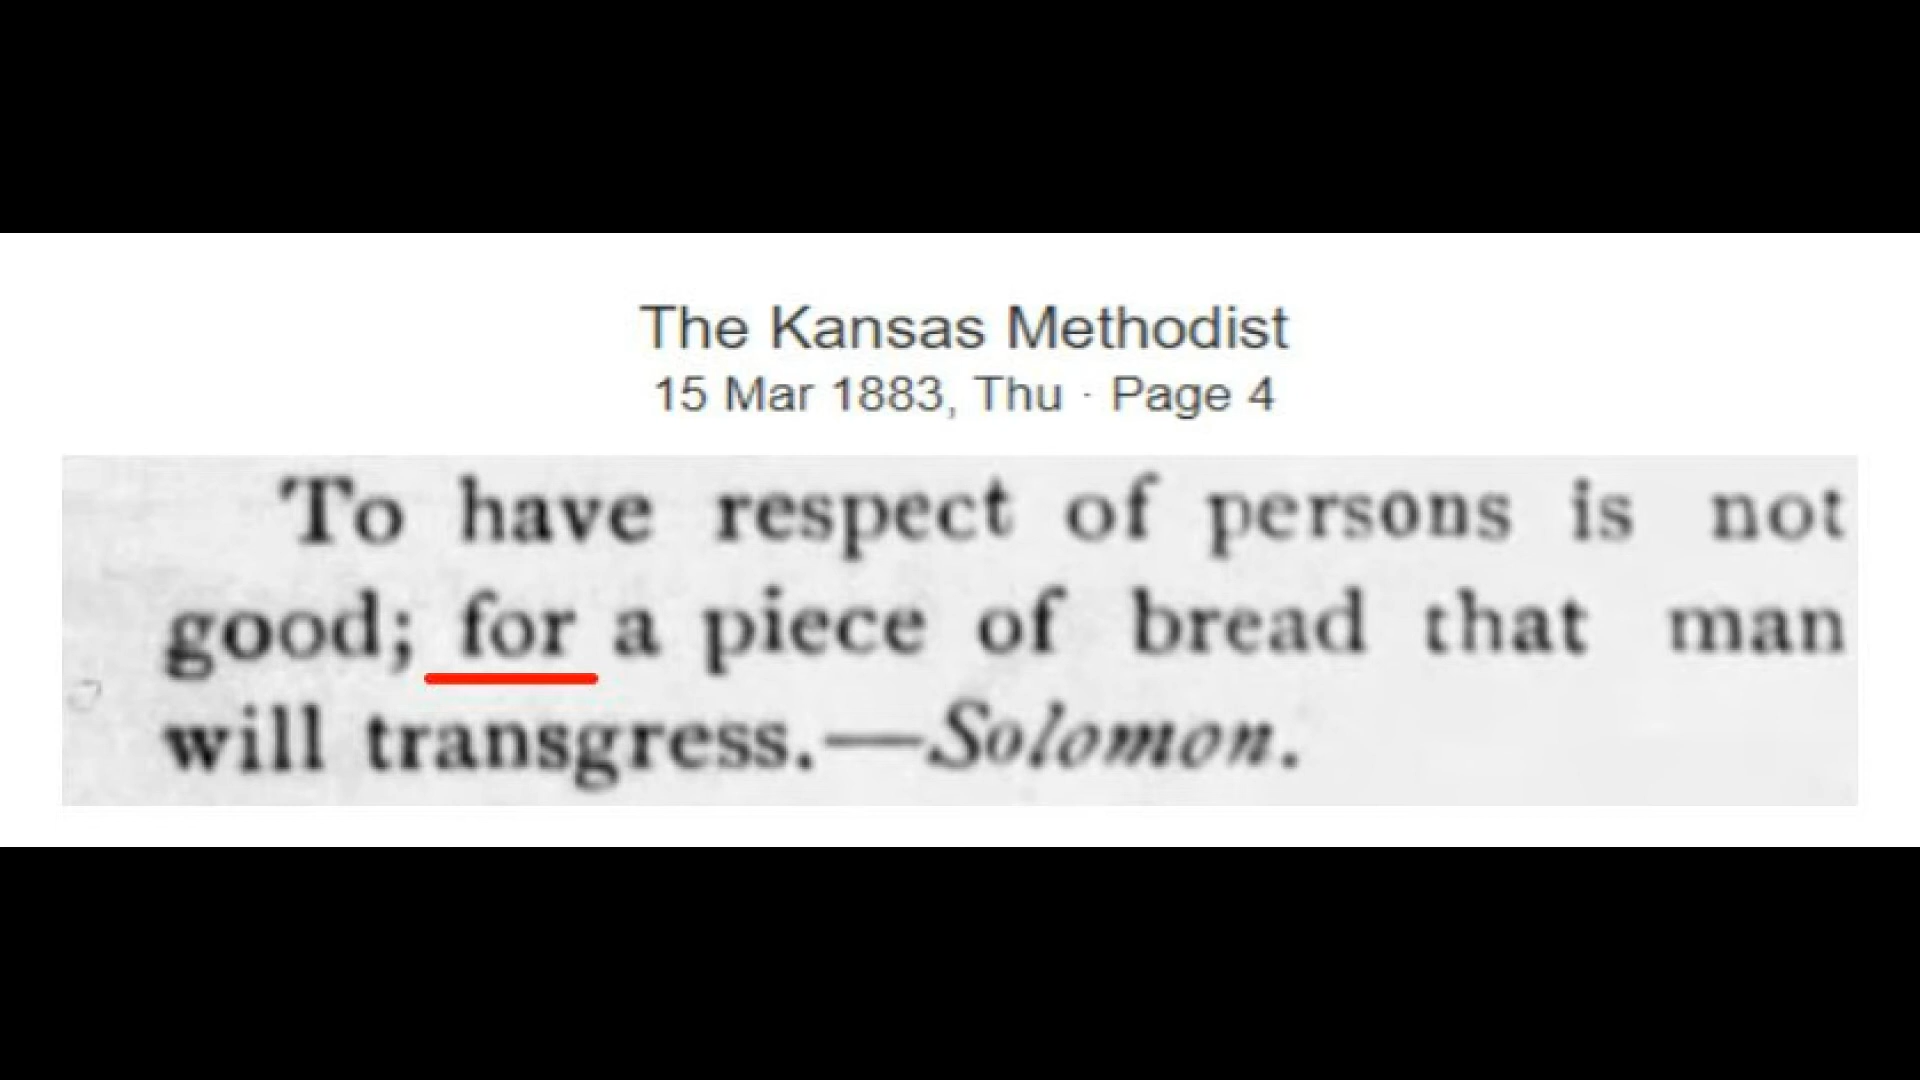 The Kansas Methodist
15 Mar 1883, Thu · Page 4
To have respect of persons is not
good; for a piece of bread that man
will transgress.—Solomon.